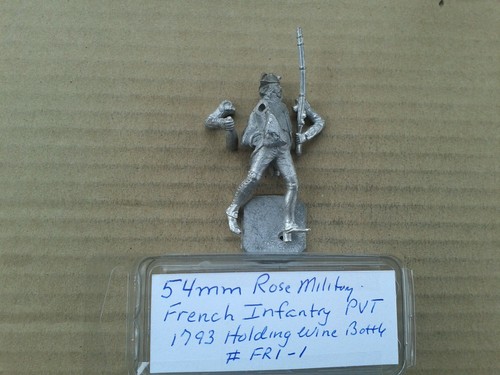 54mm Rose Military.
French Infantry PVT
1793 Holding Wine Bottle
# FR1-1